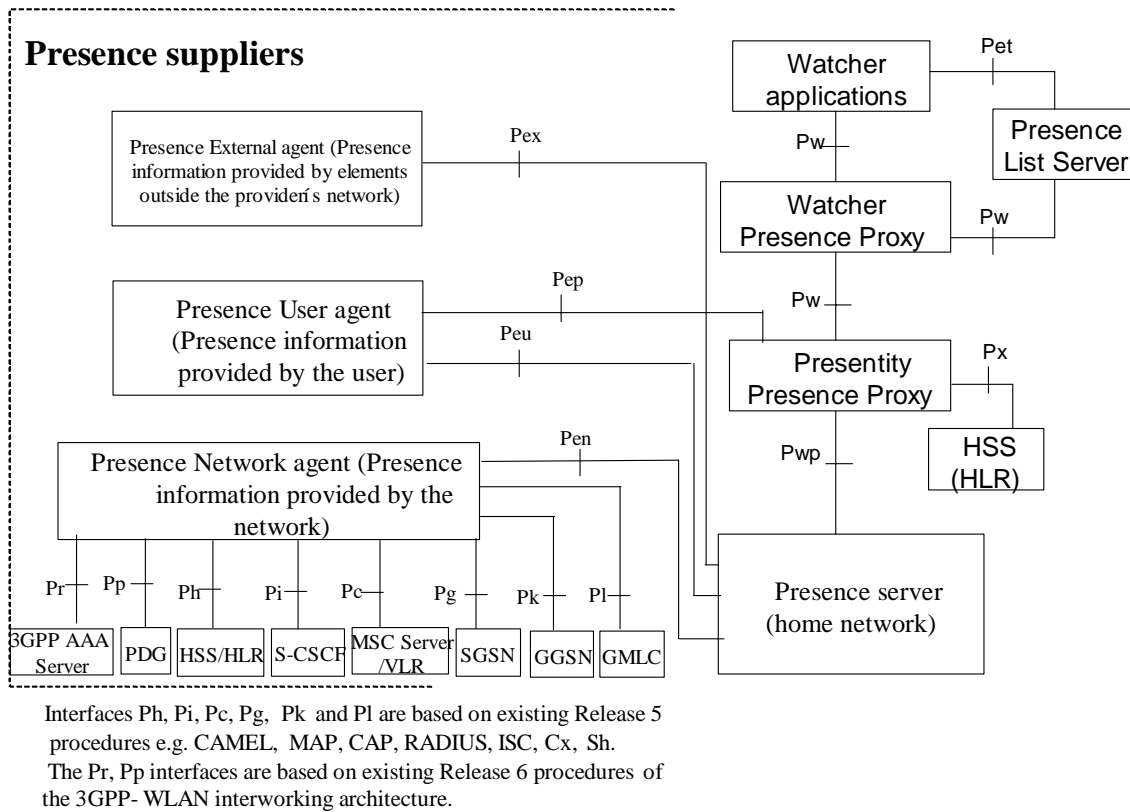 Presence suppliers
Presence External agent (Presence
information provided by elements
outside the provideŕs network)
Pex
Presence User agent
(Presence information
provided by the user)
Pep
Peu
Presence Network agent (Presence
information provided by the
network)
Pen
Pr
Pp
Ph
Pi
Pc
Pg
Pk
Pl
3GPP AAA
Server
PDG
HSS/HLR
S-CSCF
MSC Server
/VLR
SGSN
GGSN
GMLC
Watcher
applications
Pet
Presence
List Server
Pw
Watcher
Presence Proxy
Pw
Pw
Presentity
Presence Proxy
Px
HSS
(HLR)
Pwp
Presence server
(home network)
Interfaces Ph, Pi, Pc, Pg, Pk and Pl are based on existing Release 5
procedures e.g. CAMEL, MAP, CAP, RADIUS, ISC, Cx, Sh.
The Pr, Pp interfaces are based on existing Release 6 procedures of
the 3GPP- WLAN interworking architecture.